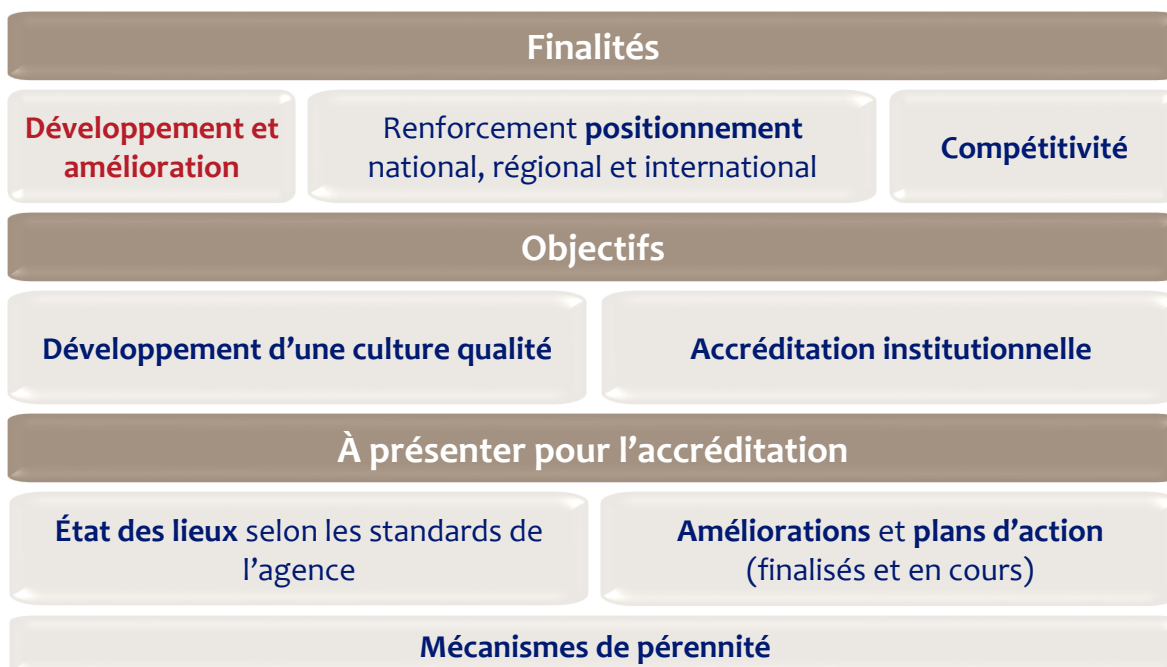 Finalités
Développement et
amélioration
Renforcement positionnement
national, régional et international
Compétitivité
Objectifs
Développement d’une culture qualité
Accréditation institutionnelle
À présenter pour l’accréditation
État des lieux selon les standards de
l’agence
Améliorations et plans d’action
(finalisés et en cours)
Mécanismes de pérennité